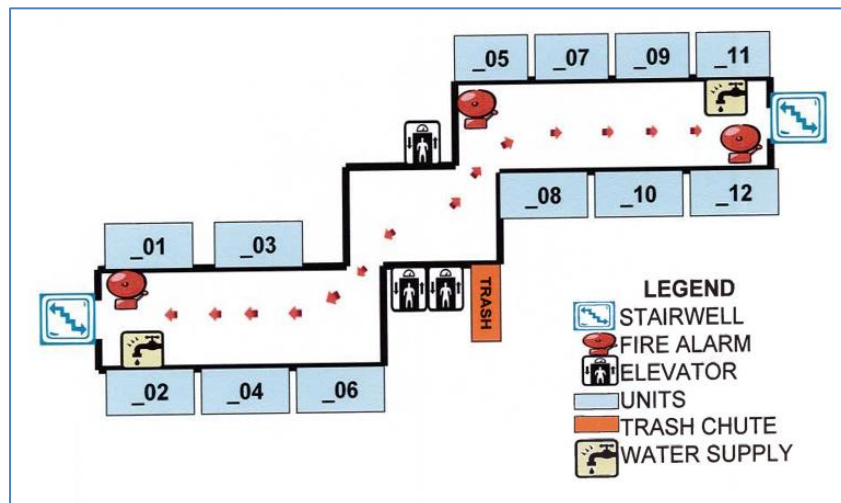 _05 _07 _09 _11
_08 _10 _12
_01 _03
TRASH
_02 _04 _06
LEGEND
STAIRWELL
FIRE ALARM
ELEVATOR
UNITS
TRASH CHUTE
WATER SUPPLY